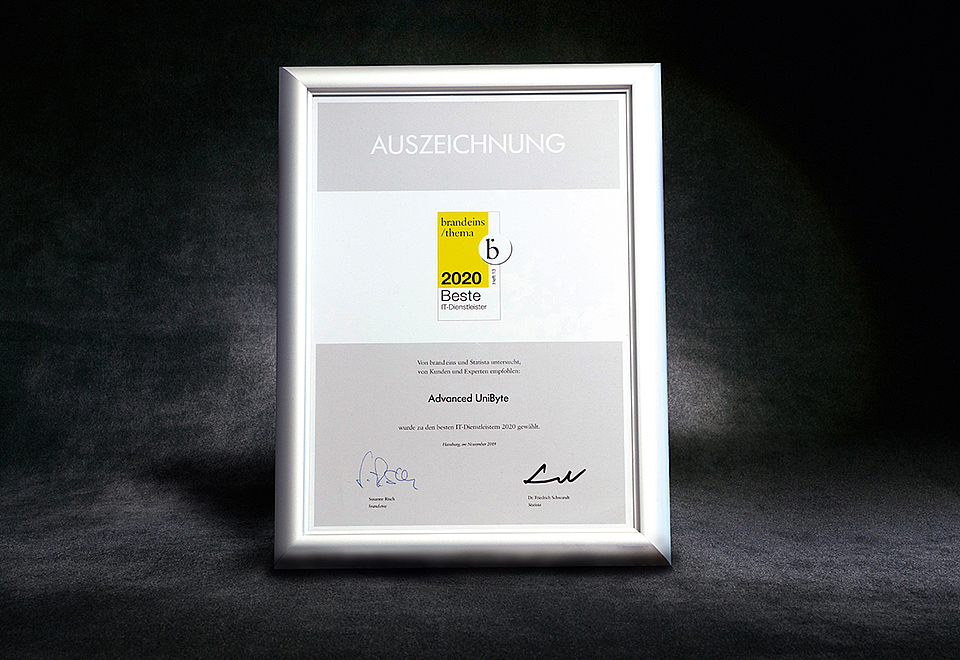 AUSZEICHNUNG
brandeins
/thema
b
2020
Heft 13
Beste
IT-Dienstleister
Von brand eins und Statista untersucht,
von Kunden und Experten empfohlen:
Advanced UniByte
wurde zu den besten IT-Dienstleistern 2020 gewählt.
Hamburg, im November 2019
Susanne Risch
brandeins
Dr. Friedrich Schwandt
Statista